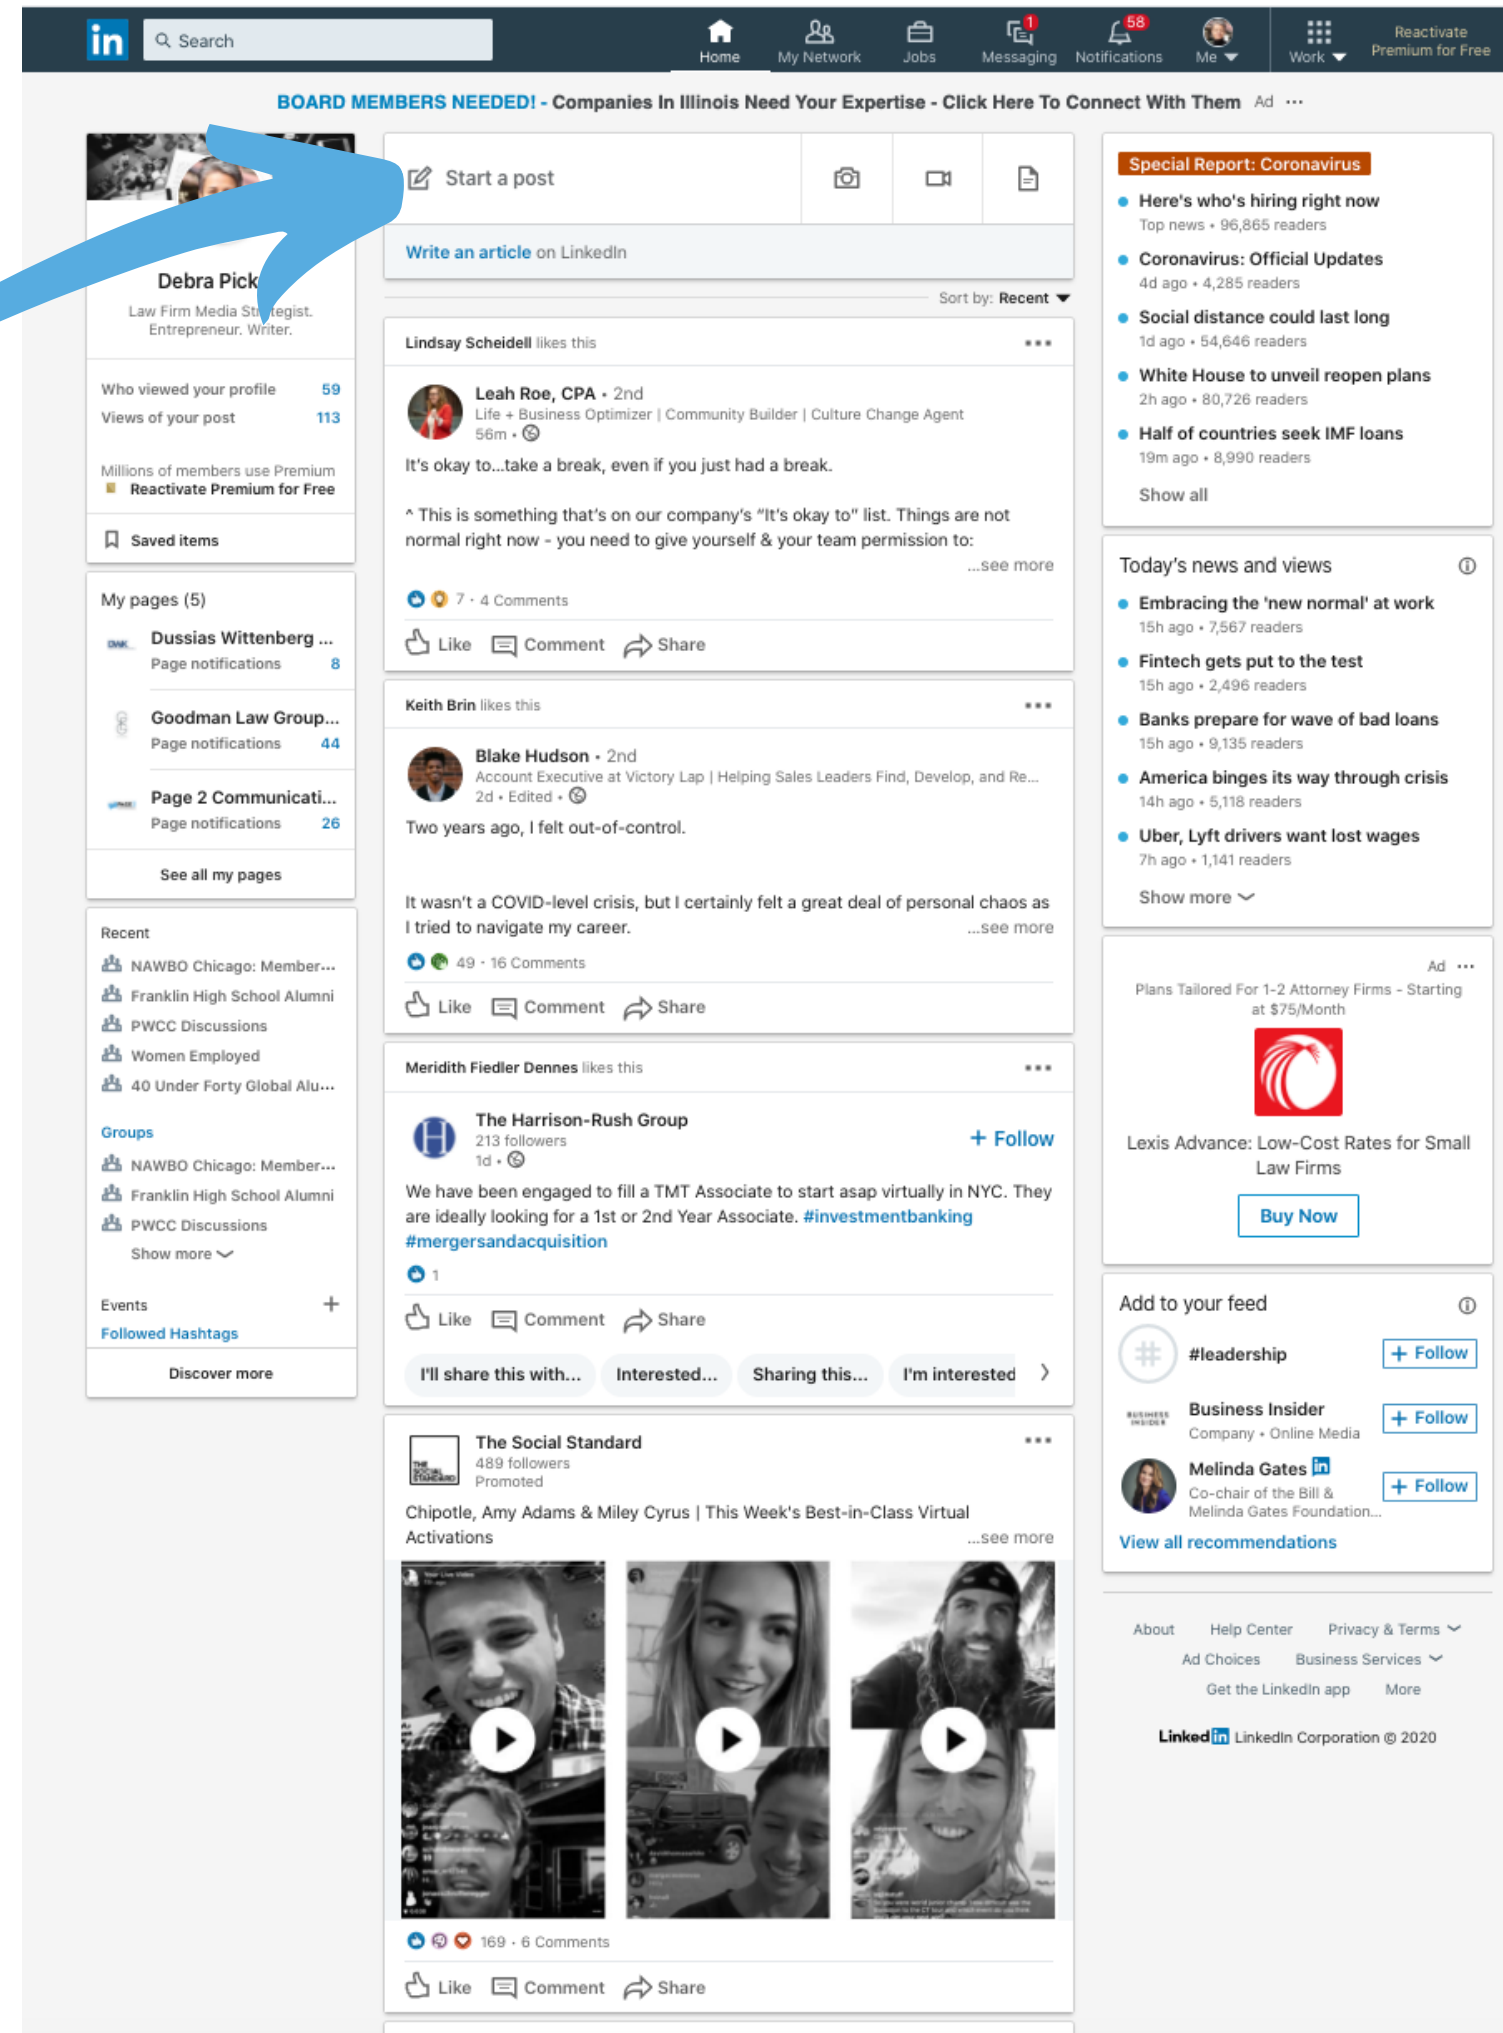 in
Search
Home
My Network
Jobs
1
Messaging
58
Notifications
Me
Work
Reactivate
Premium for Free
BOARD MEMBERS NEEDED! - Companies In Illinois Need Your Expertise - Click Here To Connect With Them Ad ...
Debra Pick
Law Firm Media Strategist.
Entrepreneur. Writer.
Who viewed your profile 59
Views of your post 113
Millions of members use Premium
Reactivate Premium for Free
Saved items
My pages (5)
DWK
Dussias Wittenberg ...
Page notifications 8
Goodman Law Group...
Page notifications 44
Page 2 Communicati...
Page notifications 26
See all my pages
Recent
NAWBO Chicago: Member...
Franklin High School Alumni
PWCC Discussions
Women Employed
40 Under Forty Global Alu...
Groups
NAWBO Chicago: Member...
Franklin High School Alumni
PWCC Discussions
Show more
Events +
Followed Hashtags
Discover more
Start a post
Write an article on LinkedIn
Sort by: Recent
Lindsay Scheidell likes this
Leah Roe, CPA • 2nd
Life + Business Optimizer | Community Builder | Culture Change Agent
56m •
It's okay to...take a break, even if you just had a break.
^ This is something that's on our company's “It's okay to” list. Things are not
normal right now - you need to give yourself & your team permission to:
...see more
7 · 4 Comments
Like Comment Share
Keith Brin likes this
Blake Hudson • 2nd
Account Executive at Victory Lap | Helping Sales Leaders Find, Develop, and Re...
2d • Edited •
Two years ago, I felt out-of-control.
It wasn't a COVID-level crisis, but I certainly felt a great deal of personal chaos as
I tried to navigate my career. ...see more
49 · 16 Comments
Like Comment Share
Meridith Fiedler Dennes likes this
H
The Harrison-Rush Group
213 followers
1d •
+ Follow
We have been engaged to fill a TMT Associate to start asap virtually in NYC. They
are ideally looking for a 1st or 2nd Year Associate. #investmentbanking
#mergersandacquisition
1
Like Comment Share
I'll share this with... Interested... Sharing this... I'm interested
THE
SOCIAL
STANDARD
The Social Standard
489 followers
Promoted
Chipotle, Amy Adams & Miley Cyrus | This Week's Best-in-Class Virtual
Activations ...see more
Your Live Video
169 · 6 Comments
Like Comment Share
Special Report: Coronavirus
Here's who's hiring right now
Top news • 96,865 readers
Coronavirus: Official Updates
4d ago • 4,285 readers
Social distance could last long
1d ago • 54,646 readers
White House to unveil reopen plans
2h ago • 80,726 readers
Half of countries seek IMF loans
19m ago • 8,990 readers
Show all
Today's news and views
Embracing the 'new normal' at work
15h ago • 7,567 readers
Fintech gets put to the test
15h ago • 2,496 readers
Banks prepare for wave of bad loans
15h ago • 9,135 readers
America binges its way through crisis
14h ago • 5,118 readers
Uber, Lyft drivers want lost wages
7h ago • 1,141 readers
Show more
Ad ...
Plans Tailored For 1-2 Attorney Firms - Starting
at $75/Month
Lexis Advance: Low-Cost Rates for Small
Law Firms
Buy Now
Add to your feed
#
#leadership
+ Follow
BUSINESS
INSIDER
Business Insider
Company • Online Media
+ Follow
Melinda Gates in
Co-chair of the Bill &
Melinda Gates Foundation...
+ Follow
View all recommendations
About Help Center Privacy & Terms
Ad Choices Business Services
Get the LinkedIn app More
Linkedin LinkedIn Corporation © 2020